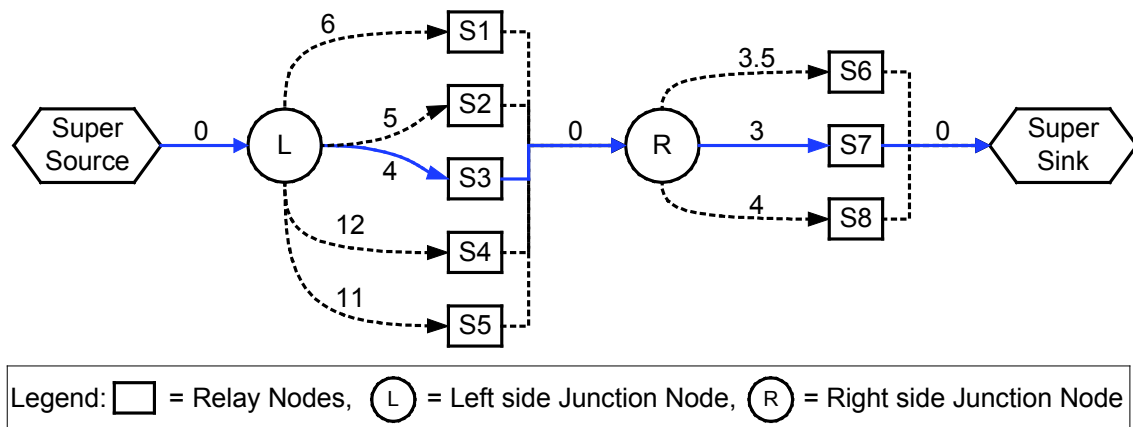 6
S1
3.5
S6
5
S2
Super
Source
0
L
0
R
3
S7
0
Super
Sink
4
S3
4
S8
12
S4
11
S5
Legend: = Relay Nodes, L = Left side Junction Node, R = Right side Junction Node